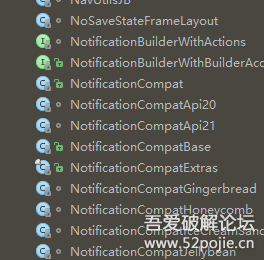 NavUtilsJB
NoSaveStateFrameLayout
NotificationBuilderWithActions
NotificationBuilderWithBuilderAcc
NotificationCompat
NotificationCompatApi20
NotificationCompatApi21
NotificationCompatBase
NotificationCompatExtras
NotificationCompatGingerbread
NotificationCompatHoneycomb
NotificationCompatIceCreamSand
NotificationCompatJellybean
吾爱破解论坛
www.52pojie.cn